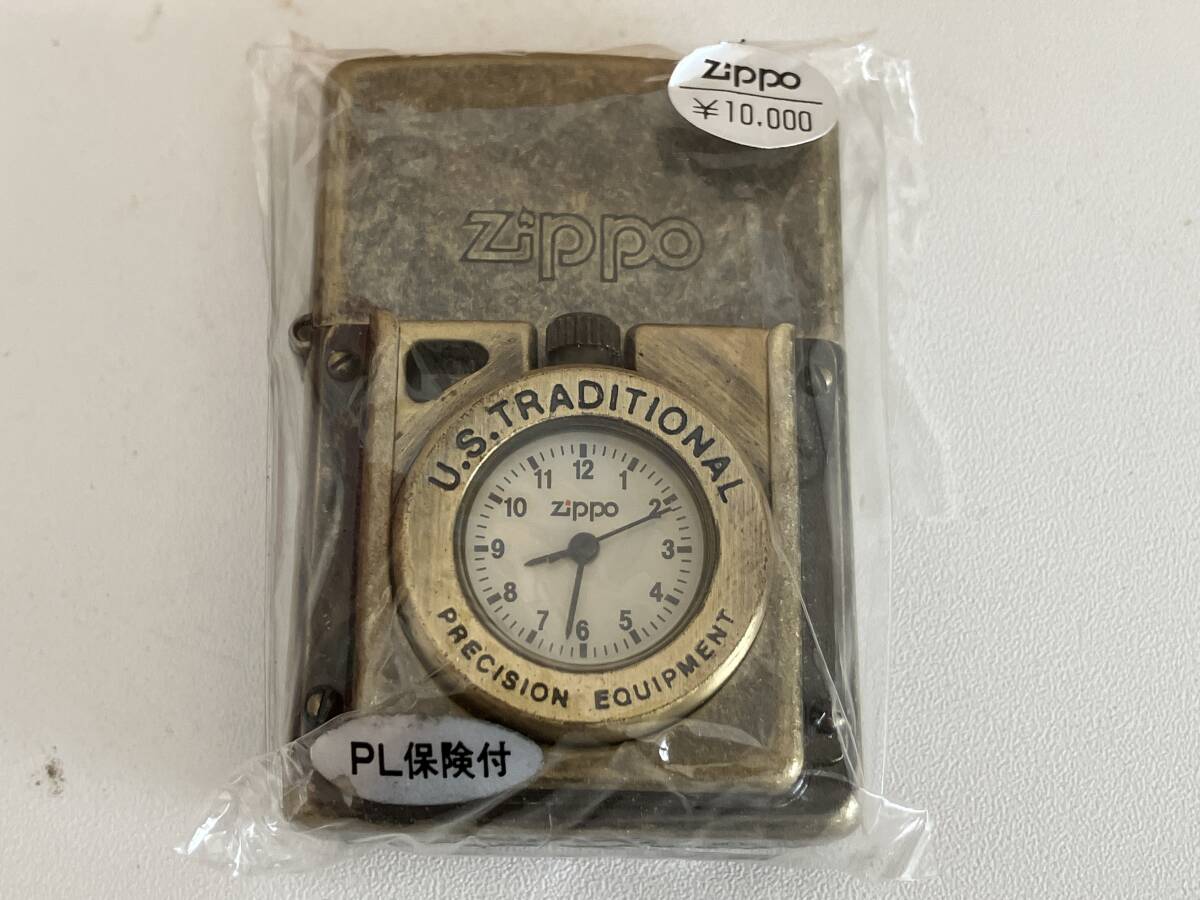 zippo
¥10.000
zippo
U.S.TRADITIONAL
12
1
2
3
4
5
6
7
8
9
10
11
zippo
PRECISION EQUIPMENT
PL保険付